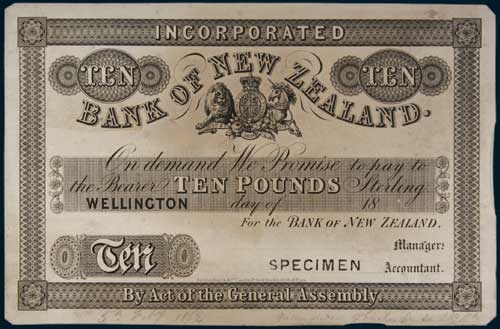 INCORPORATED
TEN TEN
BANK OF NEW ZEALAND.
On demand We Promise to pay to
the Bearer TEN POUNDS Sterling
WELLINGTON day of 18
For the BANK OF NEW ZEALAND.
Manager:
Ten SPECIMEN Accountant.
By Act of the General Assembly.